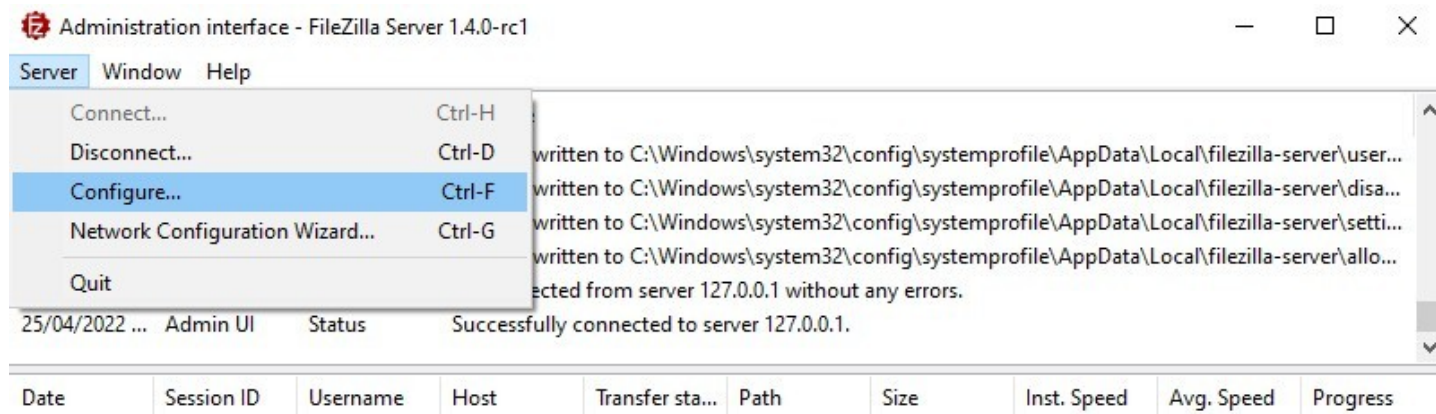 Administration interface - FileZilla Server 1.4.0-rc1
Server Window Help
Connect... Ctrl-H
Disconnect... Ctrl-D written to C:\Windows\system32\config\systemprofile\AppData\Local\filezilla-server\user...
Configure... Ctrl-F written to C:\Windows\system32\config\systemprofile\AppData\Local\filezilla-server\disa...
Network Configuration Wizard... Ctrl-G written to C:\Windows\system32\config\systemprofile\AppData\Local\filezilla-server\setti...
written to C:\Windows\system32\config\systemprofile\AppData\Local\filezilla-server\allo...
Quit ected from server 127.0.0.1 without any errors.
25/04/2022 ... Admin UI Status Successfully connected to server 127.0.0.1.
Date Session ID Username Host Transfer sta... Path Size Inst. Speed Avg. Speed Progress